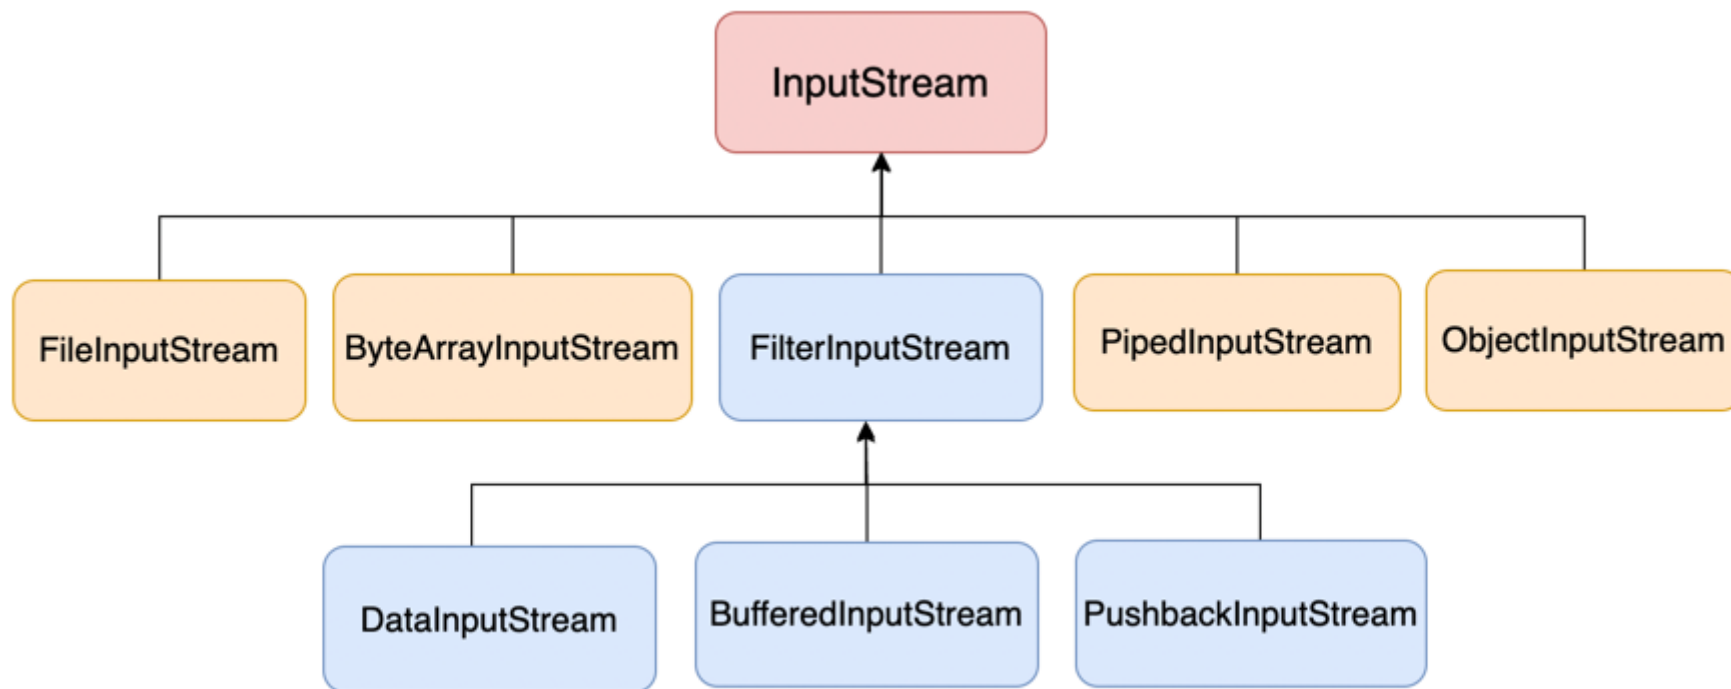 InputStream
FileInputStream
ByteArrayInputStream
FilterInputStream
PipedInputStream
ObjectInputStream
DataInputStream
BufferedInputStream
PushbackInputStream